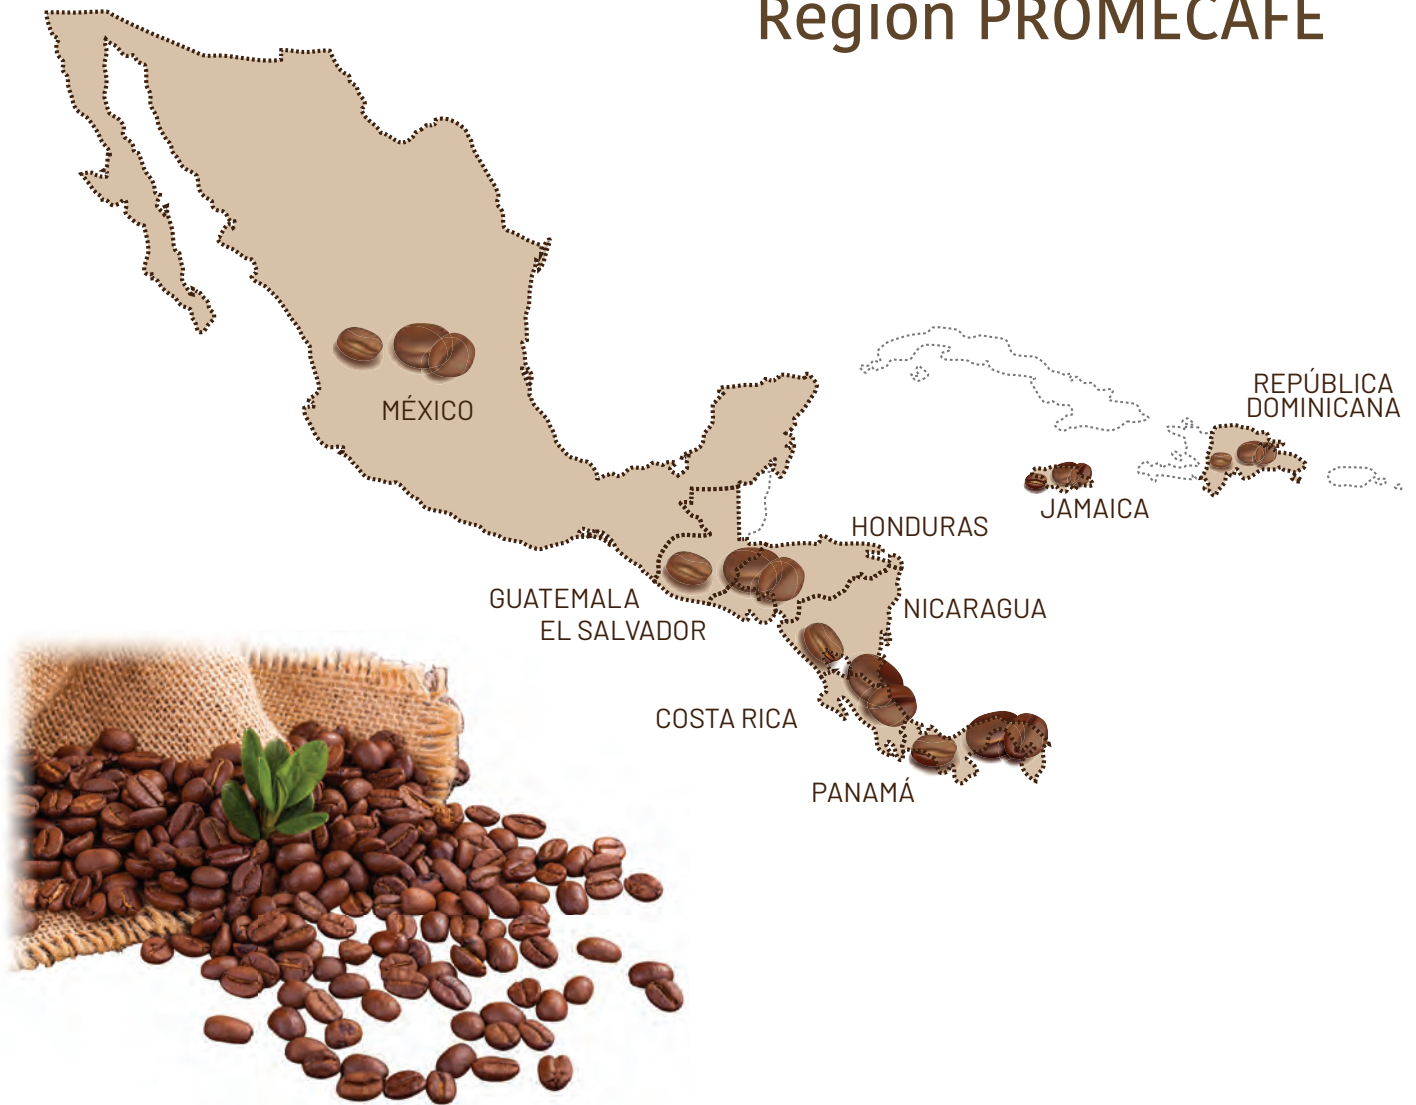 Región PROMECAFE
MÉXICO
REPÚBLICA
DOMINICANA
JAMAICA
HONDURAS
GUATEMALA
NICARAGUA
EL SALVADOR
COSTA RICA
PANAMÁ